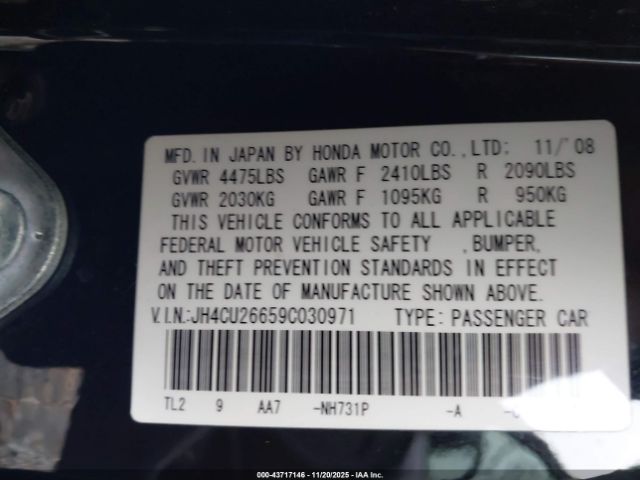 MFD. IN JAPAN BY HONDA MOTOR CO., LTD: 11/'08
GVWR 4475LBS GAWR F 2410LBS R 2090LBS
GVWR 2030KG GAWR F 1095KG R 950KG
THIS VEHICLE CONFORMS TO ALL APPLICABLE
FEDERAL MOTOR VEHICLE SAFETY ,BUMPER,
AND THEFT PREVENTION STANDARDS IN EFFECT
ON THE DATE OF MANUFACTURE SHOWN ABOVE.
V.I.N.:JH4CU26659C030971 TYPE: PASSENGER CAR
TL2 9 AA7 -NH731P -A
000-43717146 - 11/20/2025 - IAA Inc.